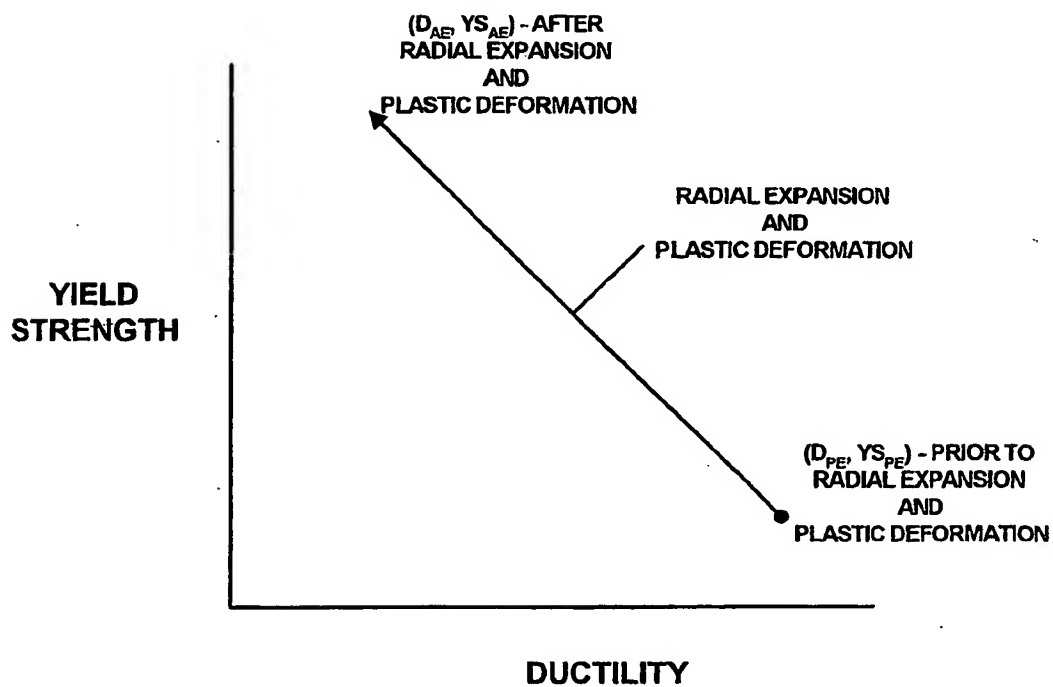 (D_AE, YS_AE) - AFTER
RADIAL EXPANSION
AND
PLASTIC DEFORMATION
RADIAL EXPANSION
AND
PLASTIC DEFORMATION
YIELD
STRENGTH
(D_PE, YS_PE) - PRIOR TO
RADIAL EXPANSION
AND
PLASTIC DEFORMATION
DUCTILITY